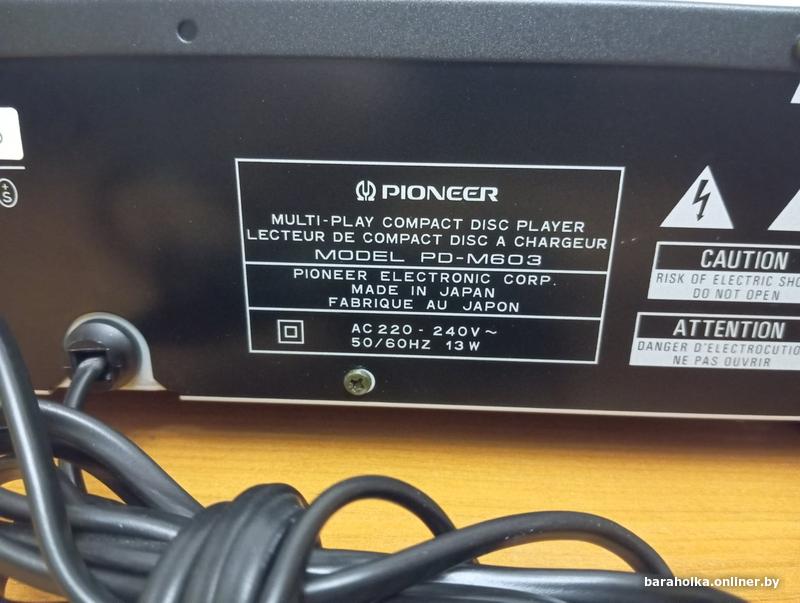 PIONEER
MULTI-PLAY COMPACT DISC PLAYER
LECTEUR DE COMPACT DISC A CHARGEUR
MODEL PD-M603
PIONEER ELECTRONIC CORP.
MADE IN JAPAN
FABRIQUE AU JAPON
AC 220 - 240V ~
50/60HZ 13W
S
CAUTION
RISK OF ELECTRIC
DO NOT OPEN
ATTENTION
DANGER D'ELECTROCUTIO
NE PAS OUVRIR
baraholka.onliner.by